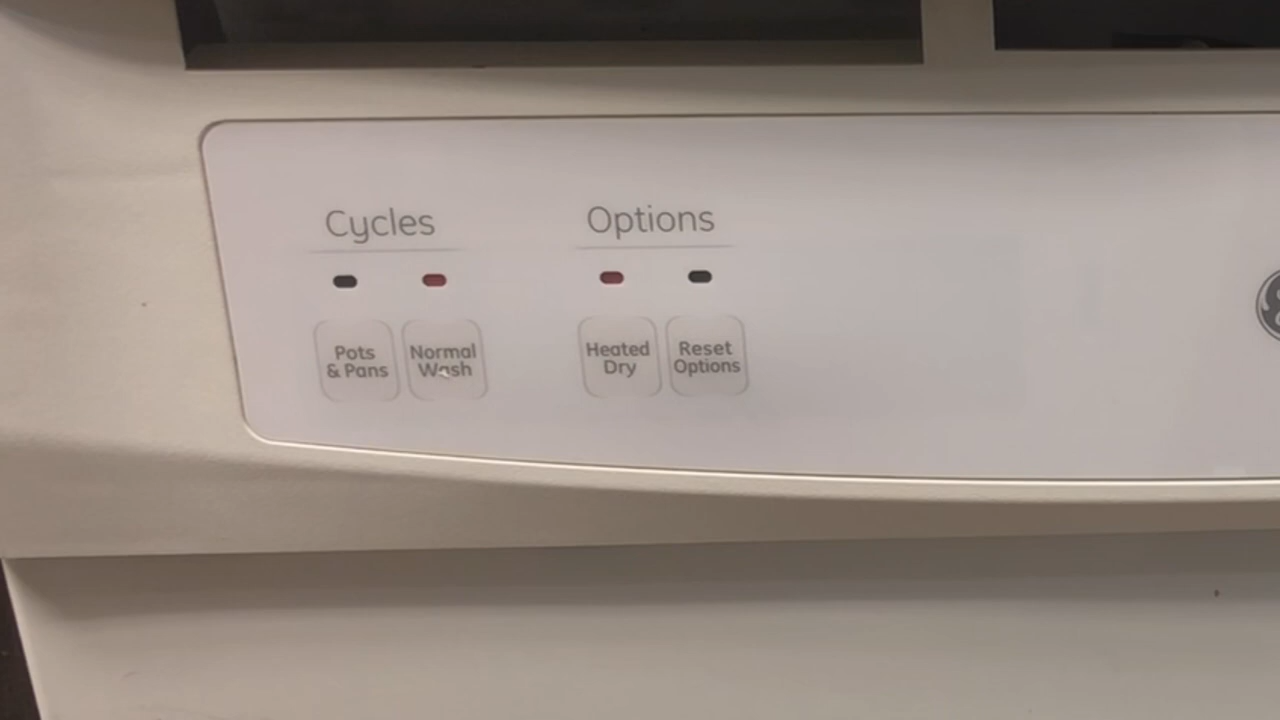 Cycles
Options
Pots
& Pans
Normal
Wash
Heated
Dry
Reset
Options